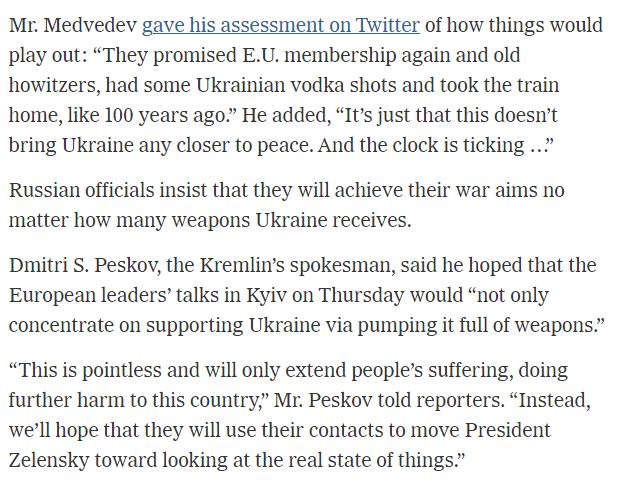 Mr. Medvedev gave his assessment on Twitter of how things would
play out: “They promised E.U. membership again and old
howitzers, had some Ukrainian vodka shots and took the train
home, like 100 years ago.” He added, “It’s just that this doesn’t
bring Ukraine any closer to peace. And the clock is ticking …”
Russian officials insist that they will achieve their war aims no
matter how many weapons Ukraine receives.
Dmitri S. Peskov, the Kremlin’s spokesman, said he hoped that the
European leaders’ talks in Kyiv on Thursday would “not only
concentrate on supporting Ukraine via pumping it full of weapons.”
“This is pointless and will only extend people’s suffering, doing
further harm to this country,” Mr. Peskov told reporters. “Instead,
we’ll hope that they will use their contacts to move President
Zelensky toward looking at the real state of things.”